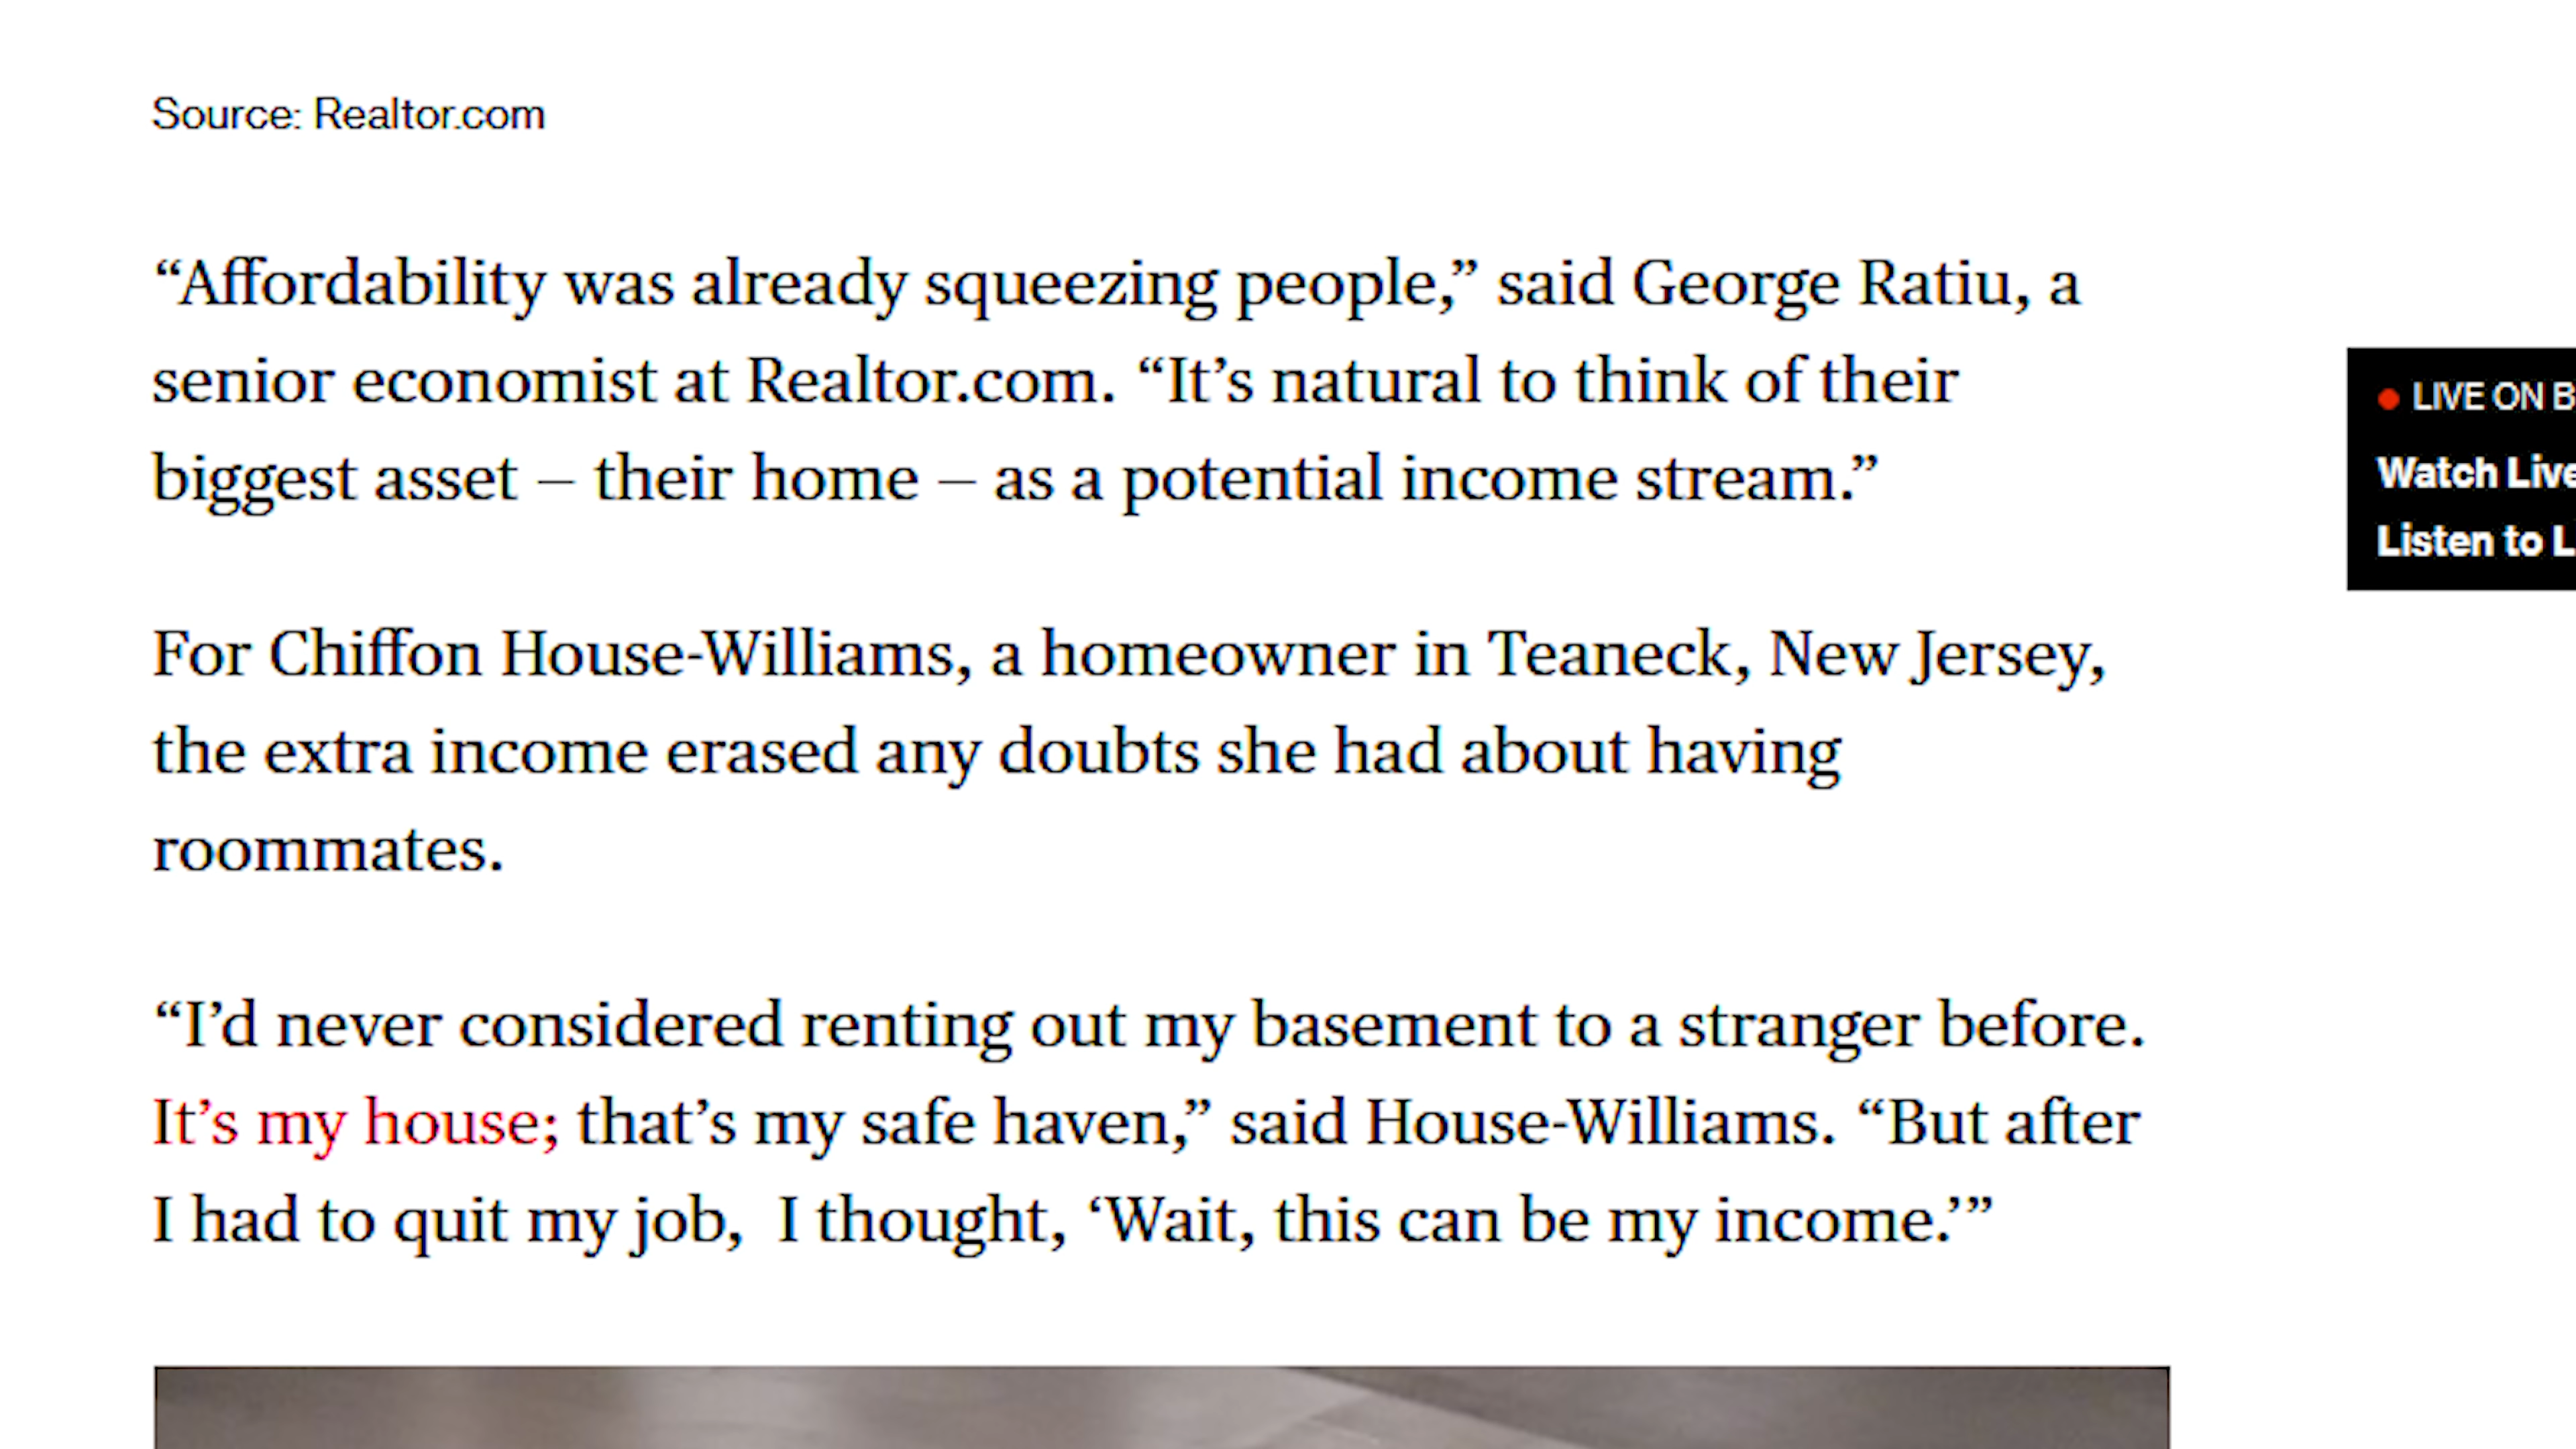 Source: Realtor.com
“Affordability was already squeezing people,” said George Ratiu, a
senior economist at Realtor.com. “It’s natural to think of their
biggest asset – their home – as a potential income stream.”
For Chiffon House-Williams, a homeowner in Teaneck, New Jersey,
the extra income erased any doubts she had about having
roommates.
“I’d never considered renting out my basement to a stranger before.
It’s my house; that’s my safe haven,” said House-Williams. “But after
I had to quit my job,  I thought, ‘Wait, this can be my income.’”
LIVE ON B
Watch Live
Listen to L